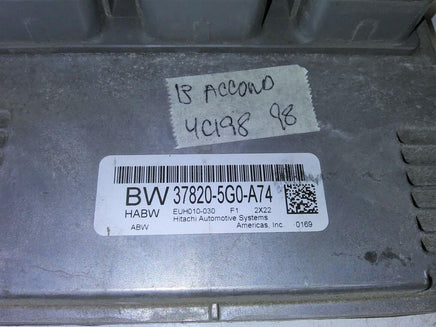 13 ACCORD
4C198 98
BW 37820-5G0-A74
HABW EUH010-030 F1 2X22
Hitachi Automotive Systems
ABW Americas, Inc 0169